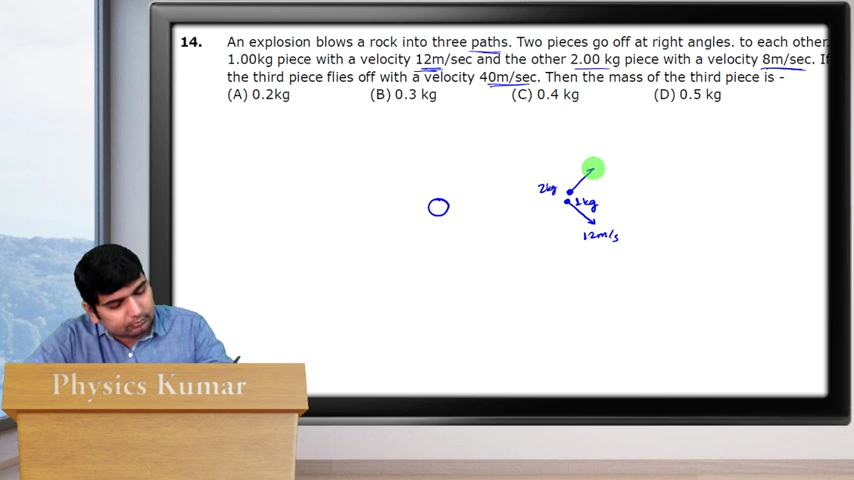 14. An explosion blows a rock into three paths. Two pieces go off at right angles. to each other.
1.00kg piece with a velocity 12m/sec and the other 2.00 kg piece with a velocity 8m/sec. If
the third piece flies off with a velocity 40m/sec. Then the mass of the third piece is -
(A) 0.2kg (B) 0.3 kg (C) 0.4 kg (D) 0.5 kg
2kg
1kg
12m/s
Physics Kumar